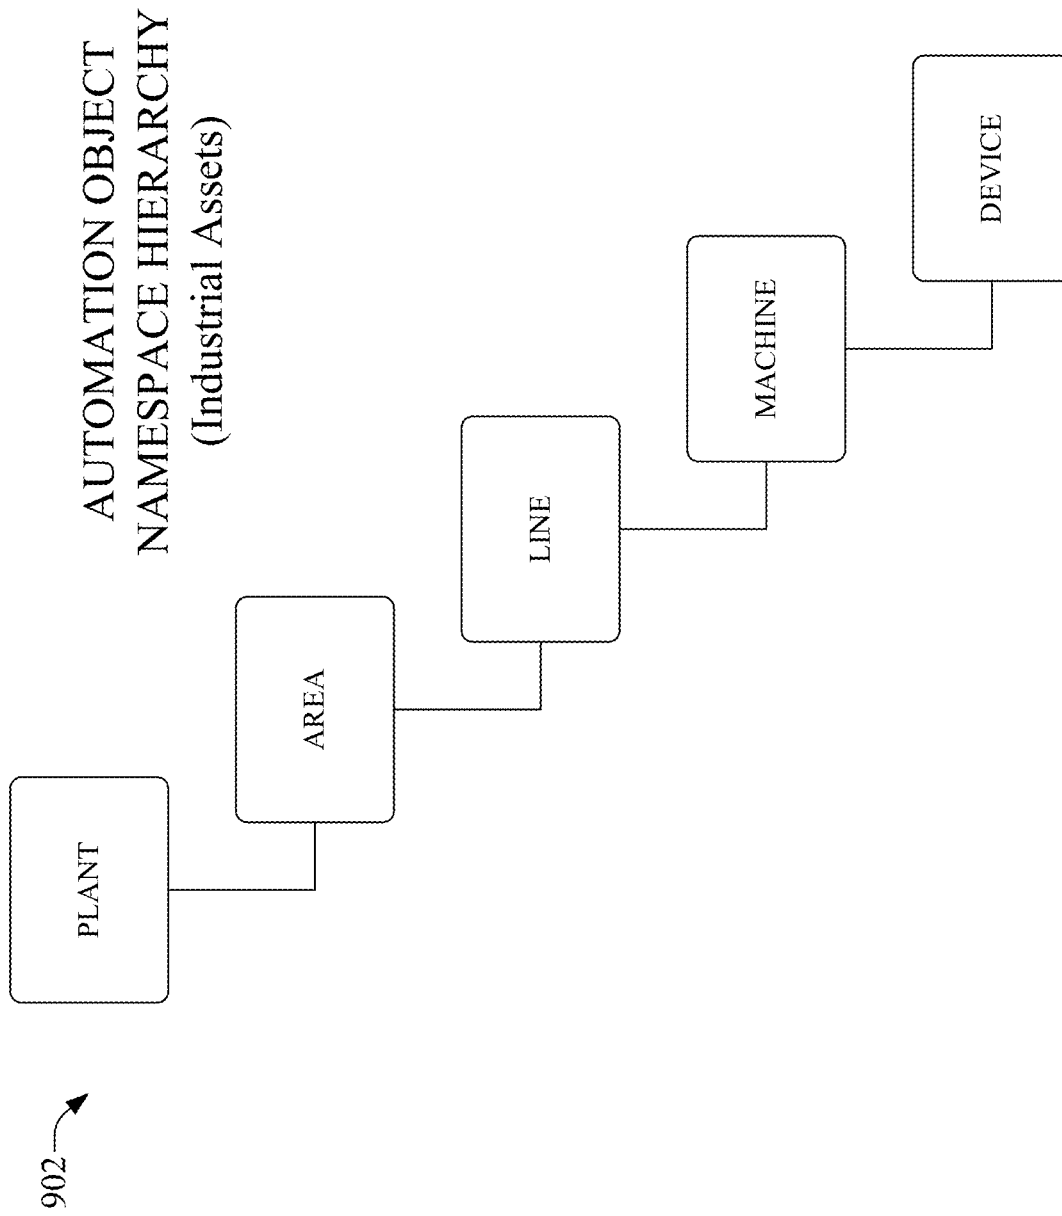 AUTOMATION OBJECT
NAMESPACE HIERARCHY
(Industrial Assets)
902
PLANT
AREA
LINE
MACHINE
DEVICE